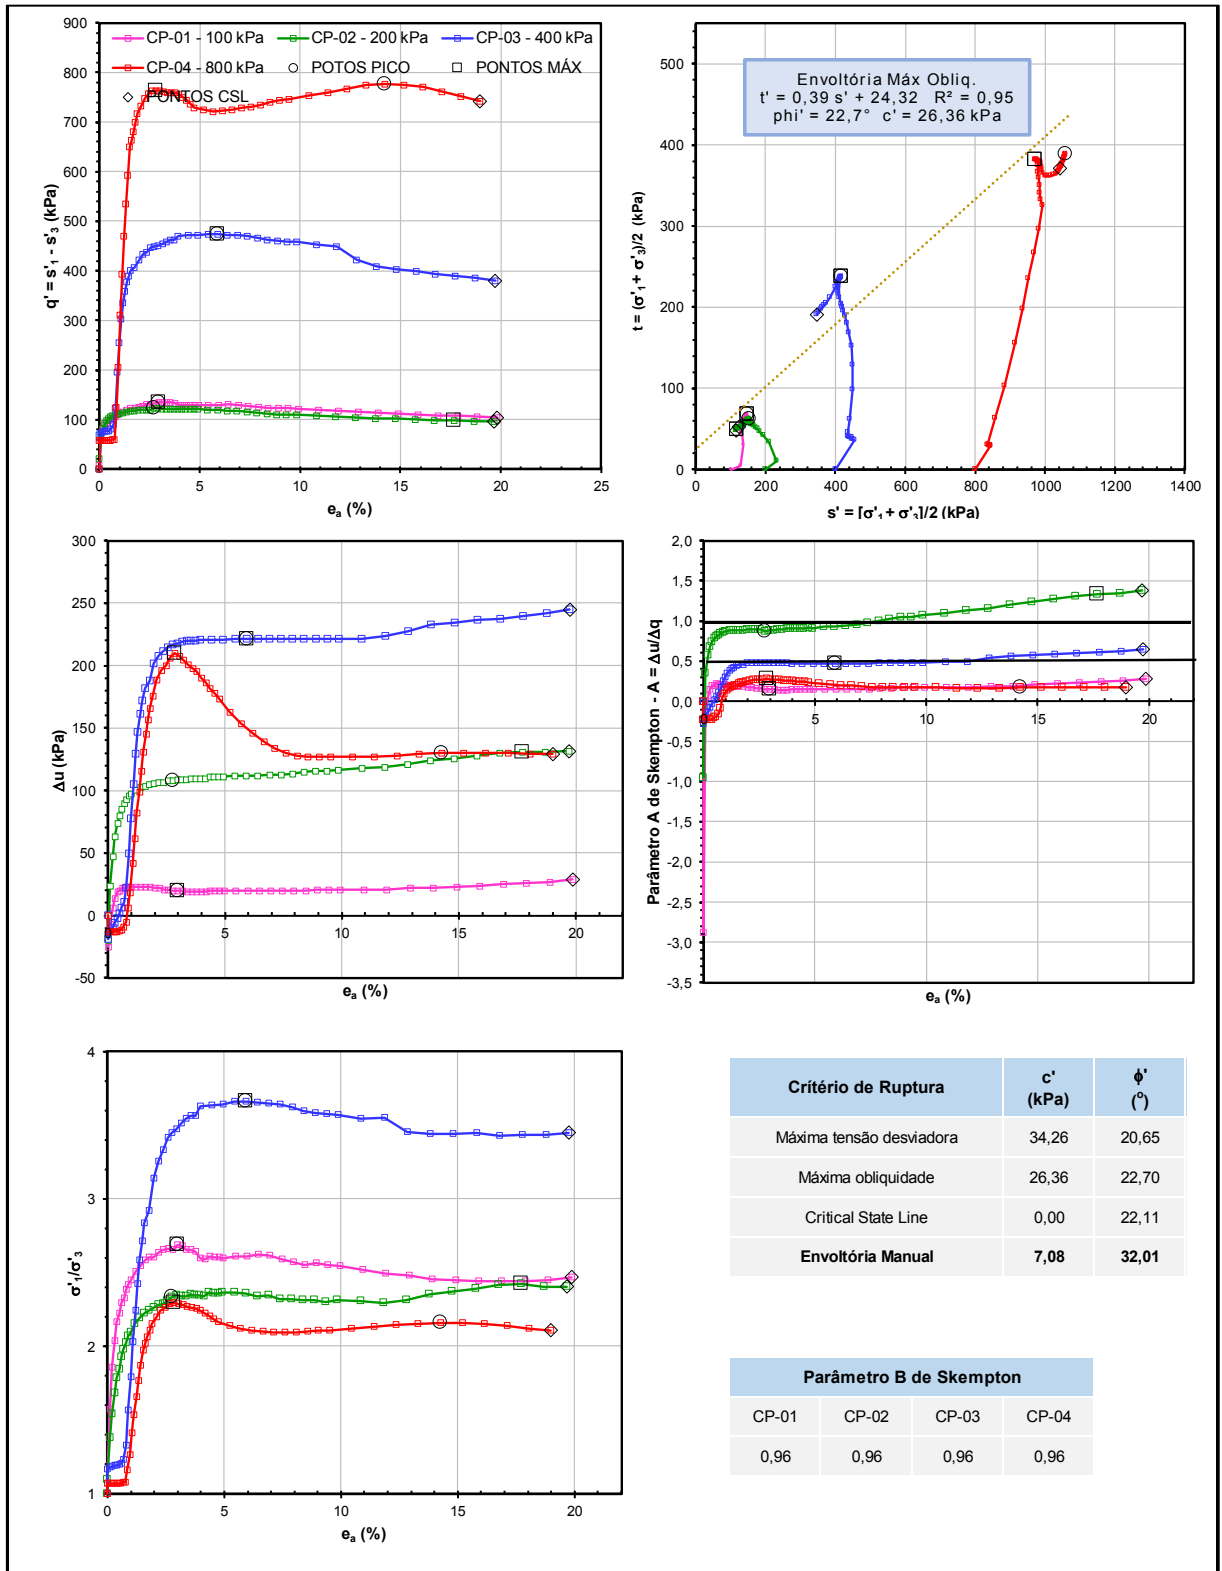 900
800
700
600
500
400
300
200
100
0
0 5 10 15 20 25
q' = s'₁ - s'₃ (kPa)
eₐ (%)
CP-01 - 100 kPa CP-02 - 200 kPa CP-03 - 400 kPa
CP-04 - 800 kPa POTOS PICO PONTOS MÁX
PONTOS CSL
500
400
300
200
100
0
0 200 400 600 800 1000 1200 1400
t = (σ'₁ + σ'₃)/2 (kPa)
s' = [σ'₁ + σ'₃]/2 (kPa)
Envoltória Máx Obliq.
t' = 0,39 s' + 24,32 R² = 0,95
phi' = 22,7° c' = 26,36 kPa
300
250
200
150
100
50
0
-50
0 5 10 15 20
Δu (kPa)
eₐ (%)
2,0
1,5
1,0
0,5
0,0
-0,5
-1,0
-1,5
-2,0
-2,5
-3,0
-3,5
0 5 10 15 20
Parâmetro A de Skempton - A = Δu/Δq
eₐ (%)
4
3
2
1
0 5 10 15 20
σ'₁/σ'₃
eₐ (%)
Crítério de Ruptura c' (kPa) ϕ' (º)
Máxima tensão desviadora 34,26 20,65
Máxima obliquidade 26,36 22,70
Critical State Line 0,00 22,11
Envoltória Manual 7,08 32,01
Parâmetro B de Skempton
CP-01 CP-02 CP-03 CP-04
0,96 0,96 0,96 0,96